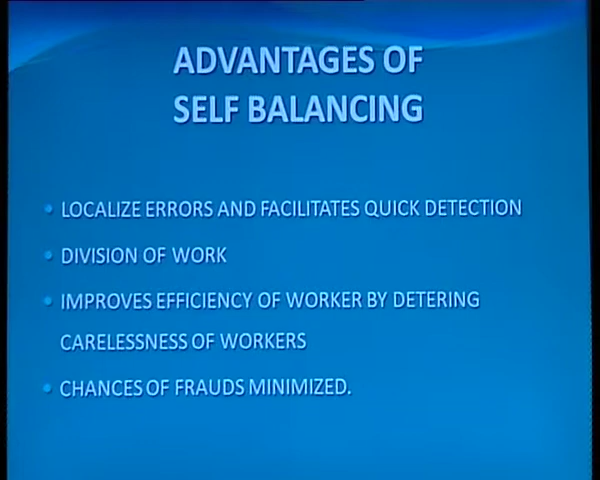 ADVANTAGES OF
SELF BALANCING
• LOCALIZE ERRORS AND FACILITATES QUICK DETECTION
• DIVISION OF WORK
• IMPROVES EFFICIENCY OF WORKER BY DETERING
CARELESSNESS OF WORKERS
• CHANCES OF FRAUDS MINIMIZED.